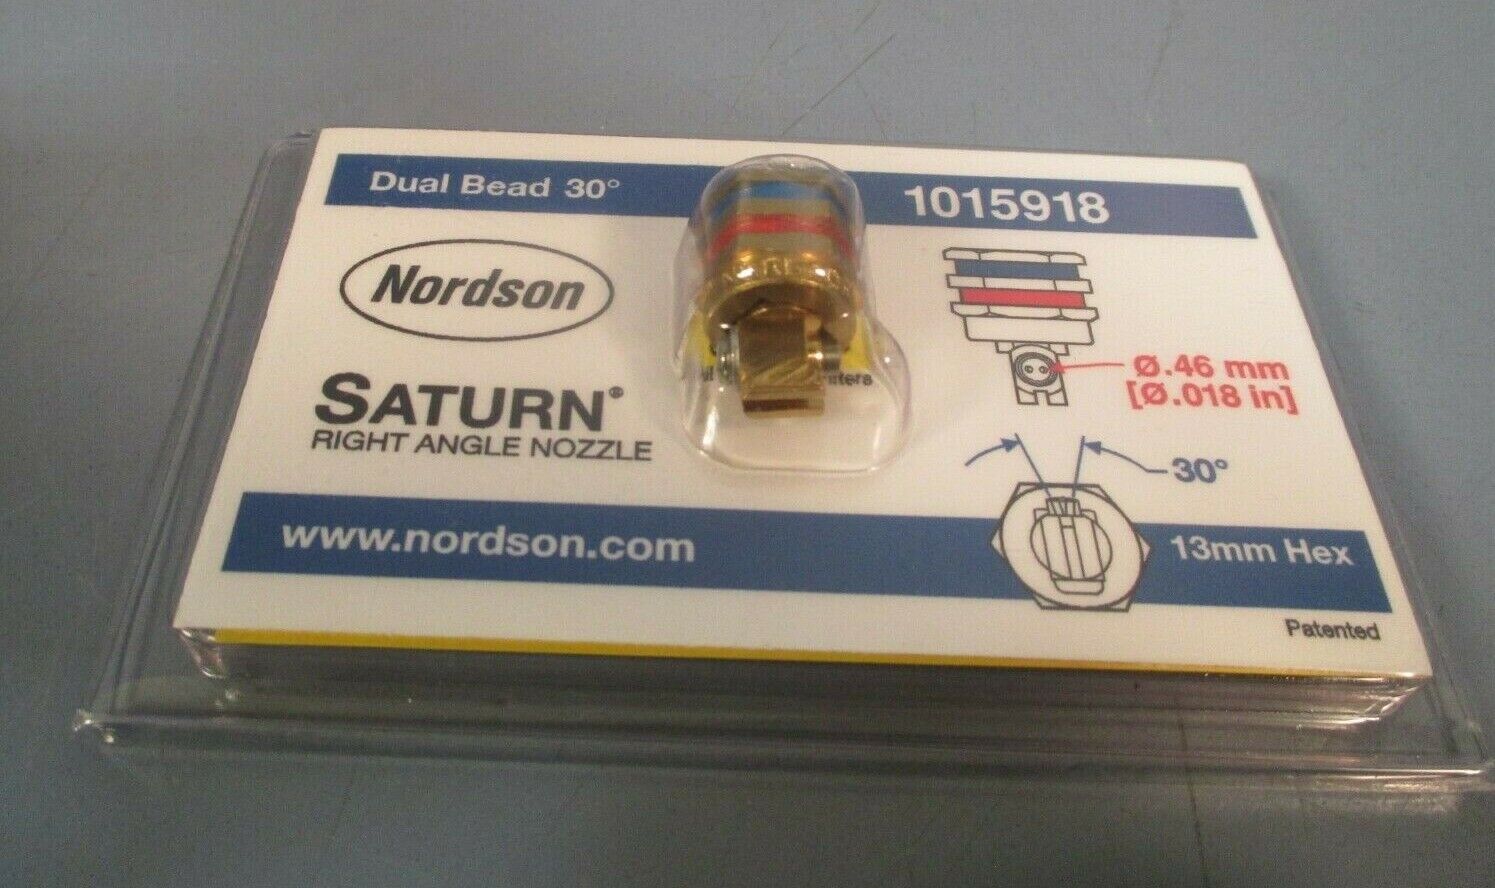 Dual Bead 30°
1015918
Nordson
SATURN®
RIGHT ANGLE NOZZLE
Ø.46 mm
[Ø.018 in]
30°
www.nordson.com
13mm Hex
Patented